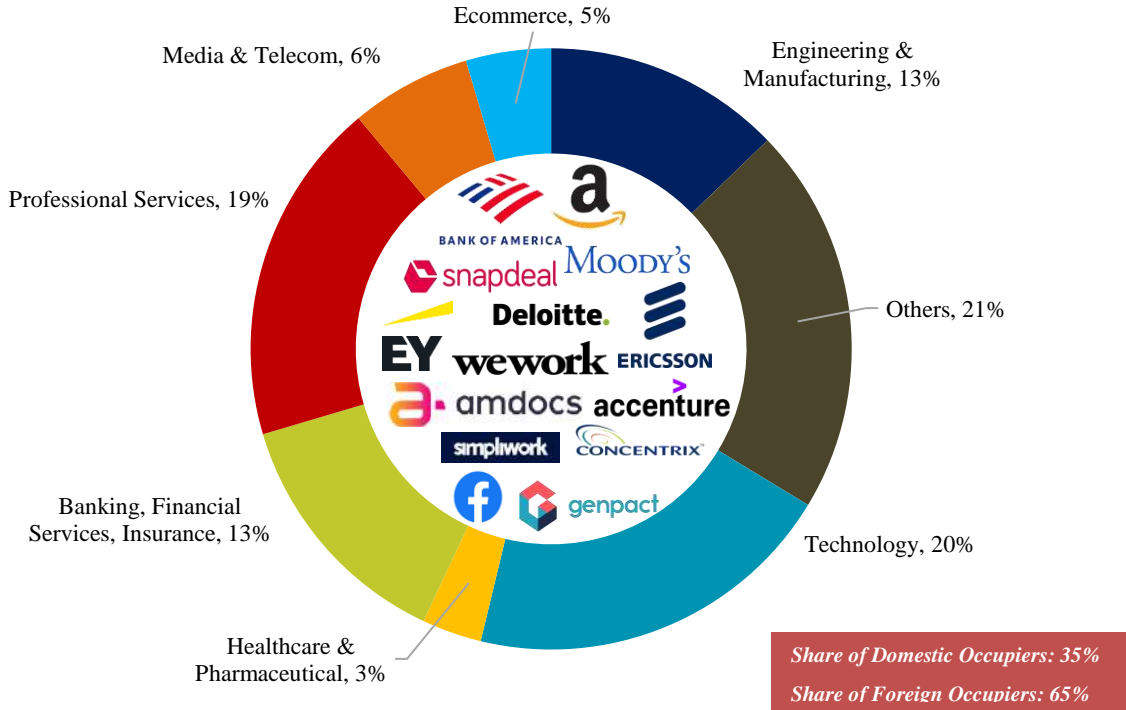 Ecommerce, 5%
Media & Telecom, 6%
Engineering &
Manufacturing, 13%
Professional Services, 19%
Others, 21%
Banking, Financial
Services, Insurance, 13%
Technology, 20%
Healthcare &
Pharmaceutical, 3%
BANK OF AMERICA
a
snapdeal
MOODY'S
Deloitte.
EY
wework
ERICSSON
a
amdocs
accenture
simpliwork
CONCENTRIX™
f
genpact
Share of Domestic Occupiers: 35%
Share of Foreign Occupiers: 65%